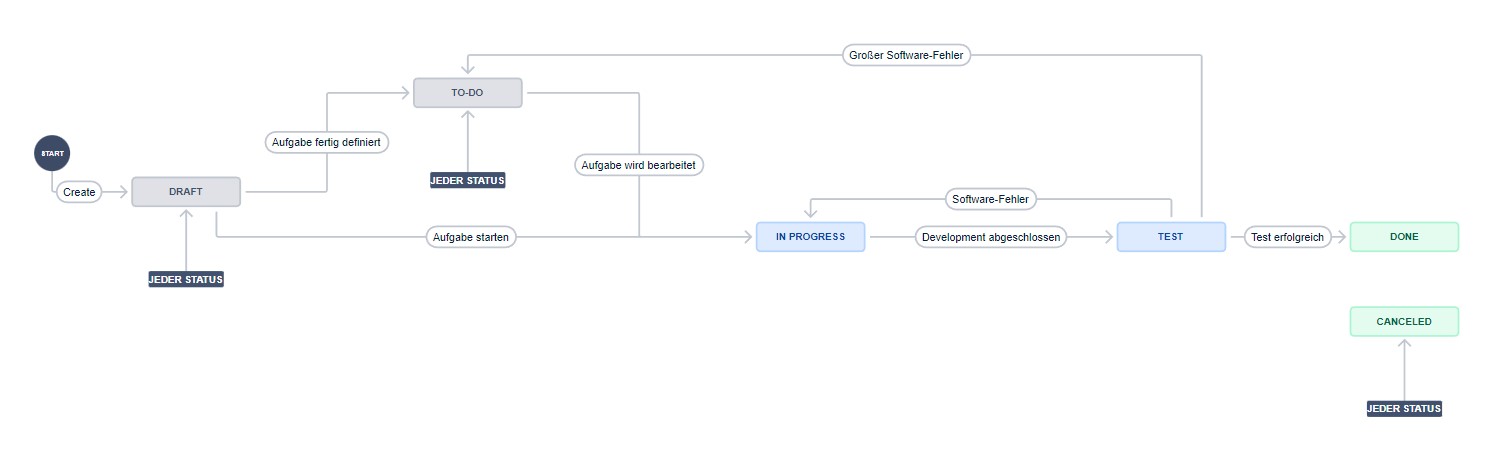 Großer Software-Fehler
TO-DO
Aufgabe fertig definiert
START
Aufgabe wird bearbeitet
JEDER STATUS
Create
DRAFT
Software-Fehler
Aufgabe starten
IN PROGRESS
Development abgeschlossen
TEST
Test erfolgreich
DONE
JEDER STATUS
CANCELED
JEDER STATUS